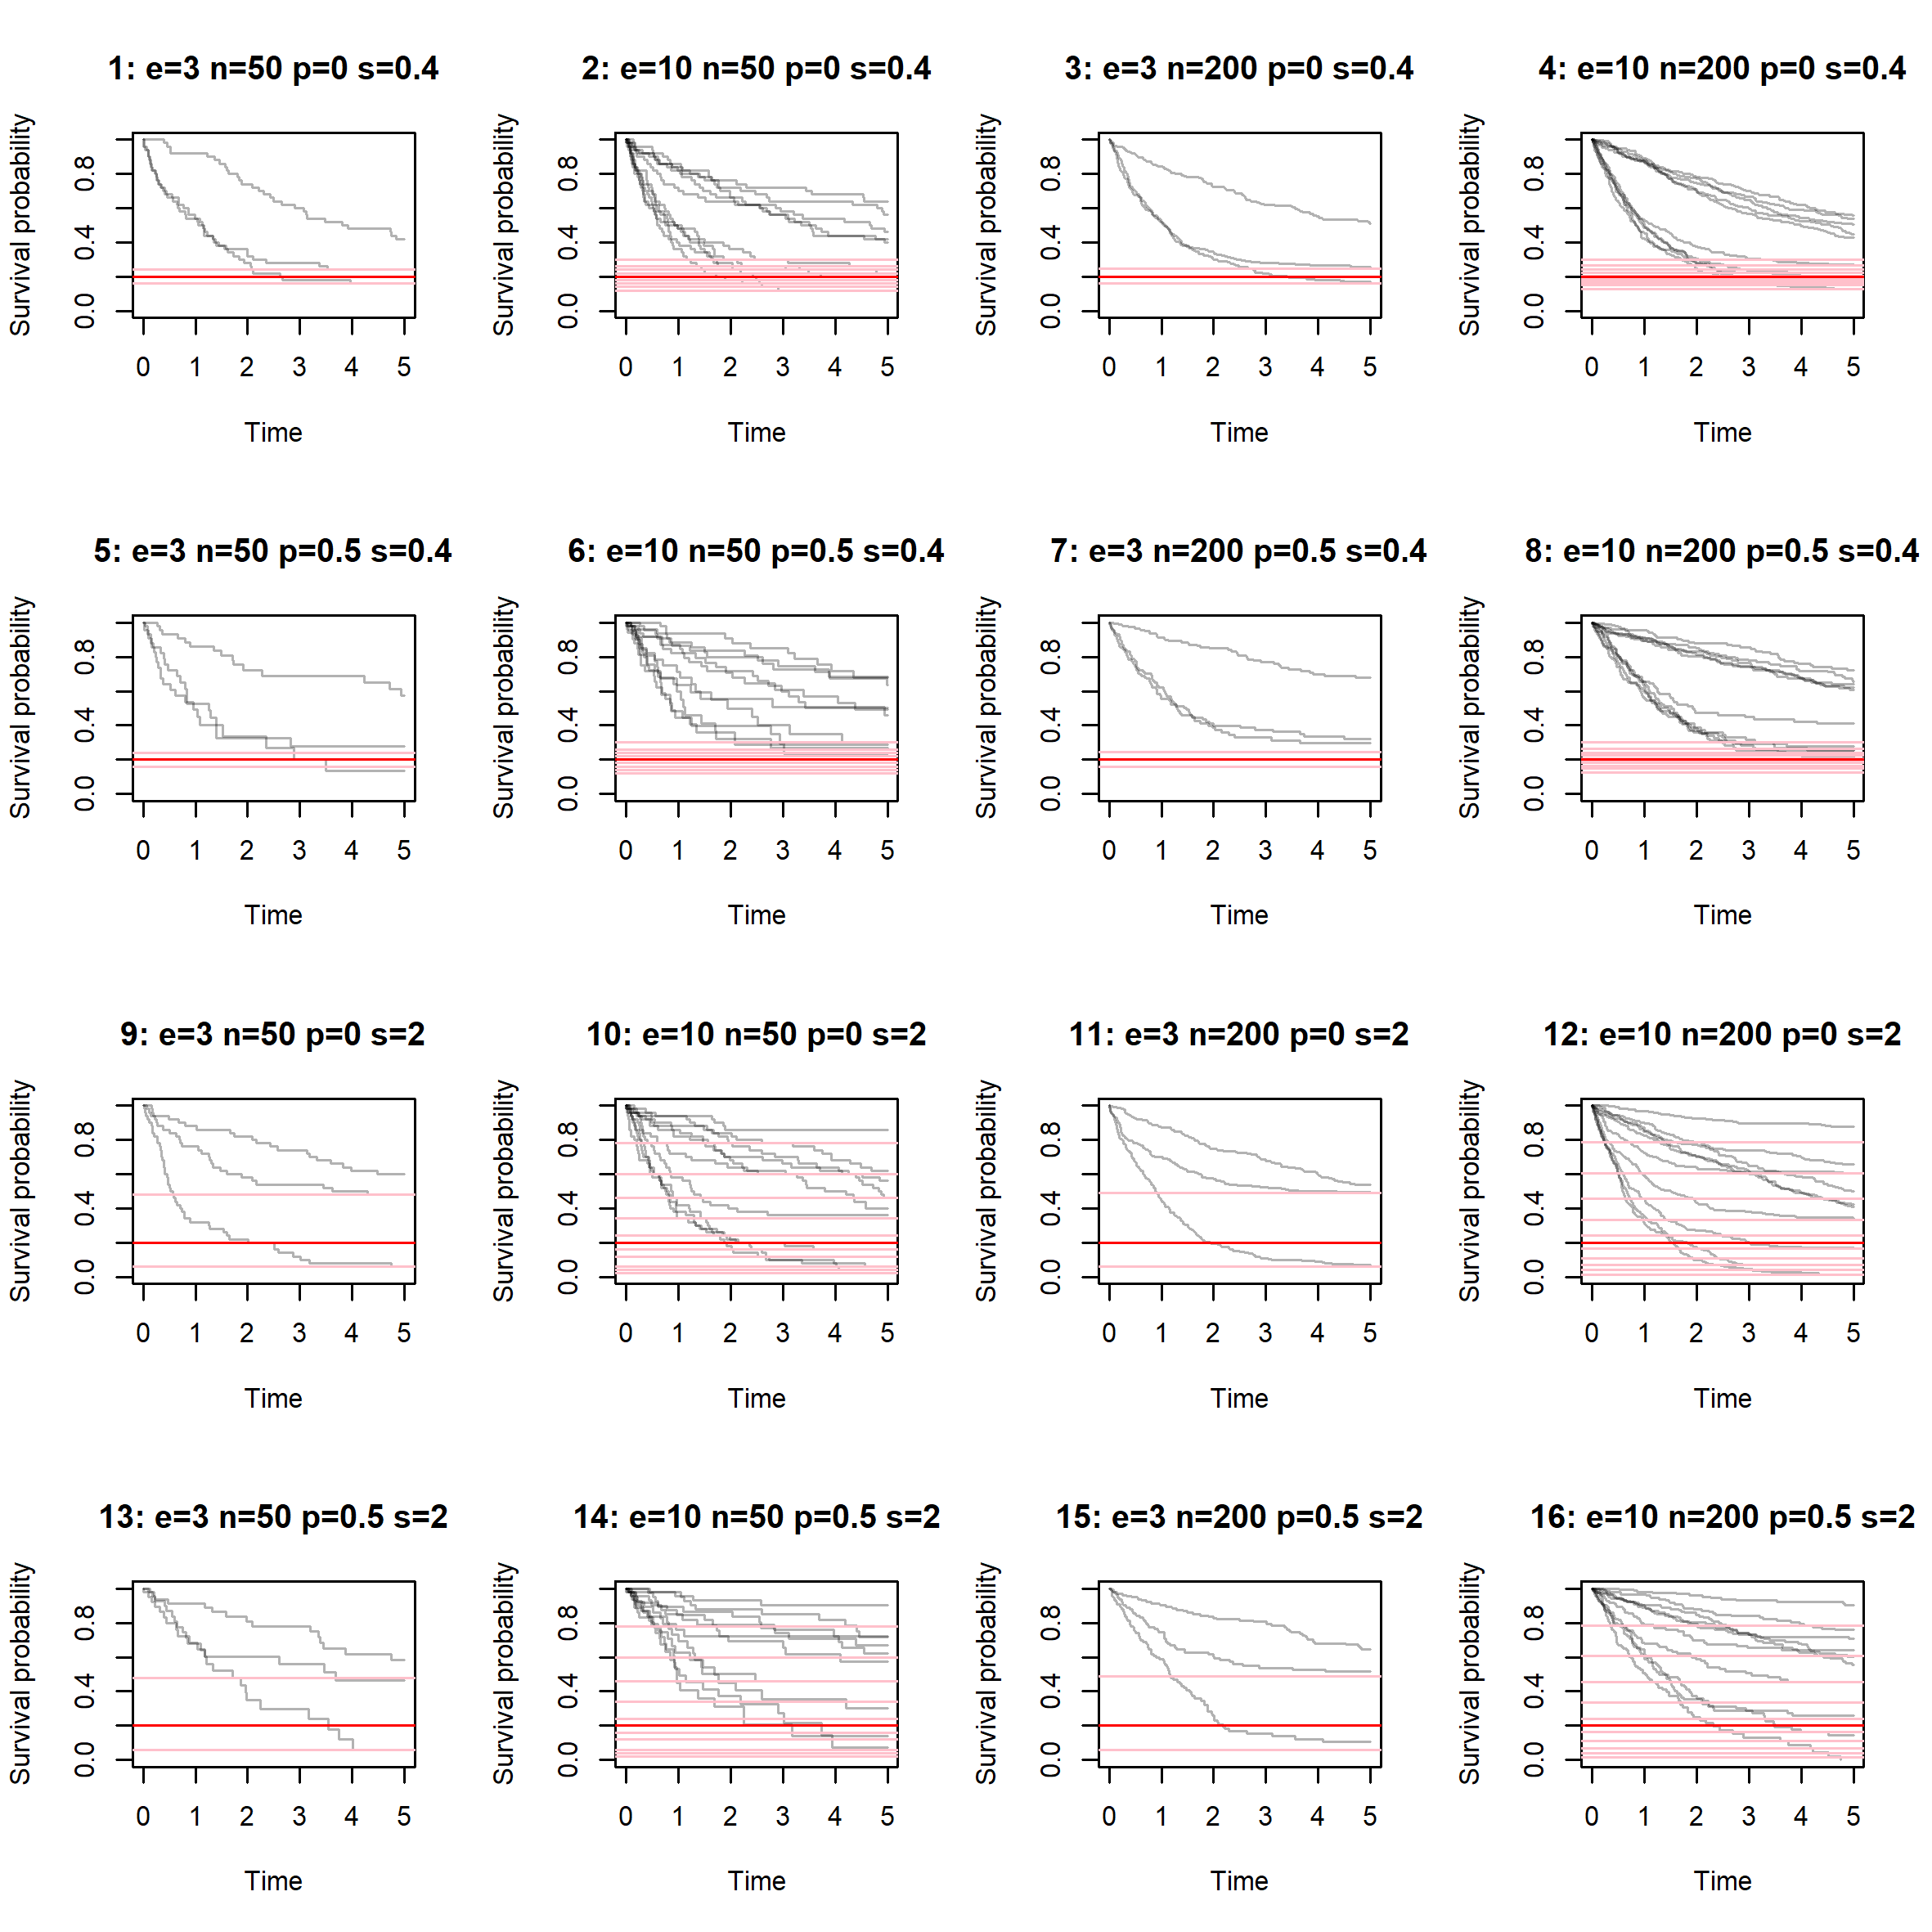 1: e=3 n=50 p=0 s=0.4
2: e=10 n=50 p=0 s=0.4
3: e=3 n=200 p=0 s=0.4
4: e=10 n=200 p=0 s=0.4
Survival probability
0.0 0.4 0.8
0 1 2 3 4 5
Time
Survival probability
0.0 0.4 0.8
0 1 2 3 4 5
Time
Survival probability
0.0 0.4 0.8
0 1 2 3 4 5
Time
Survival probability
0.0 0.4 0.8
0 1 2 3 4 5
Time
5: e=3 n=50 p=0.5 s=0.4
6: e=10 n=50 p=0.5 s=0.4
7: e=3 n=200 p=0.5 s=0.4
8: e=10 n=200 p=0.5 s=0.4
Survival probability
0.0 0.4 0.8
0 1 2 3 4 5
Time
Survival probability
0.0 0.4 0.8
0 1 2 3 4 5
Time
Survival probability
0.0 0.4 0.8
0 1 2 3 4 5
Time
Survival probability
0.0 0.4 0.8
0 1 2 3 4 5
Time
9: e=3 n=50 p=0 s=2
10: e=10 n=50 p=0 s=2
11: e=3 n=200 p=0 s=2
12: e=10 n=200 p=0 s=2
Survival probability
0.0 0.4 0.8
0 1 2 3 4 5
Time
Survival probability
0.0 0.4 0.8
0 1 2 3 4 5
Time
Survival probability
0.0 0.4 0.8
0 1 2 3 4 5
Time
Survival probability
0.0 0.4 0.8
0 1 2 3 4 5
Time
13: e=3 n=50 p=0.5 s=2
14: e=10 n=50 p=0.5 s=2
15: e=3 n=200 p=0.5 s=2
16: e=10 n=200 p=0.5 s=2
Survival probability
0.0 0.4 0.8
0 1 2 3 4 5
Time
Survival probability
0.0 0.4 0.8
0 1 2 3 4 5
Time
Survival probability
0.0 0.4 0.8
0 1 2 3 4 5
Time
Survival probability
0.0 0.4 0.8
0 1 2 3 4 5
Time